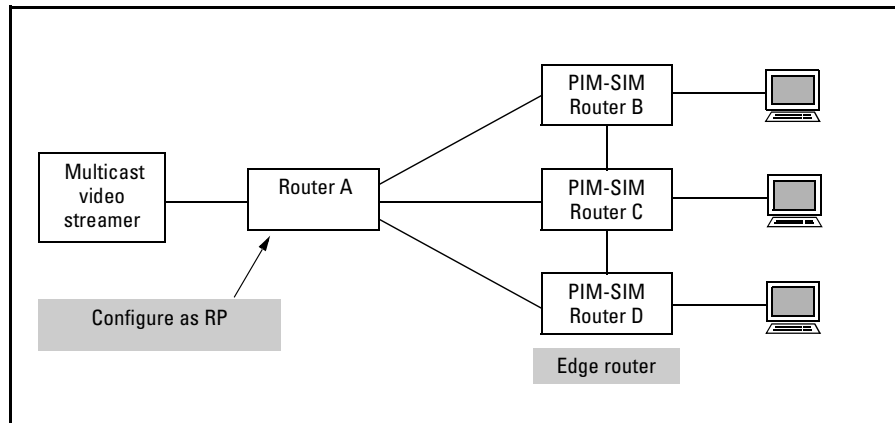 Multicast
video
streamer
Router A
Configure as RP
PIM-SIM
Router B
PIM-SIM
Router C
PIM-SIM
Router D
Edge router